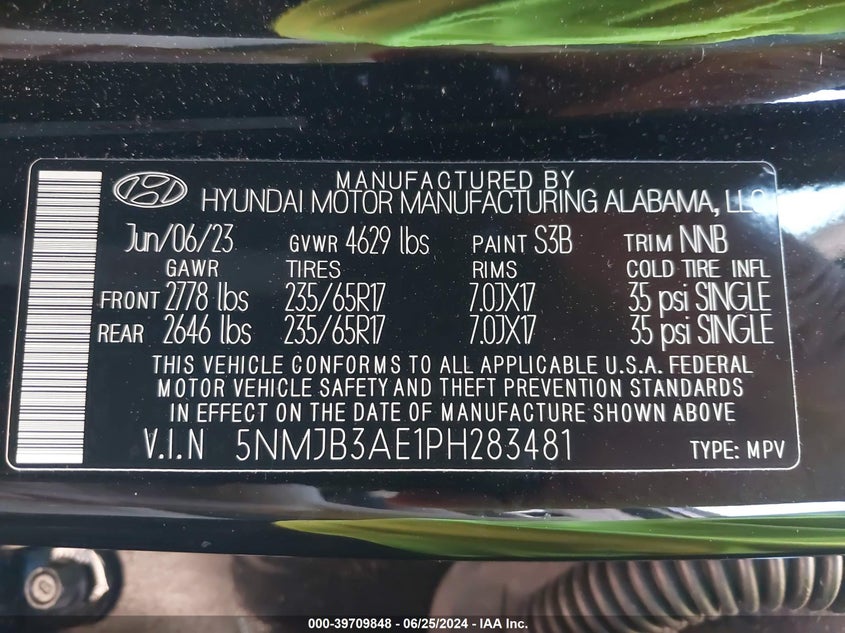 MANUFACTURED BY
HYUNDAI MOTOR MANUFACTURING ALABAMA, LLC
Jun/06/23 GVWR 4629 lbs PAINT S3B TRIM NNB
GAWR TIRES RIMS COLD TIRE INFL
FRONT 2778 lbs 235/65R17 7.0JX17 35 psi SINGLE
REAR 2646 lbs 235/65R17 7.0JX17 35 psi SINGLE
THIS VEHICLE CONFORMS TO ALL APPLICABLE U.S.A. FEDERAL
MOTOR VEHICLE SAFETY AND THEFT PREVENTION STANDARDS
IN EFFECT ON THE DATE OF MANUFACTURE SHOWN ABOVE
V.I.N 5NMJB3AE1PH283481 TYPE: MPV
000-39709848 - 06/25/2024 - IAA Inc.